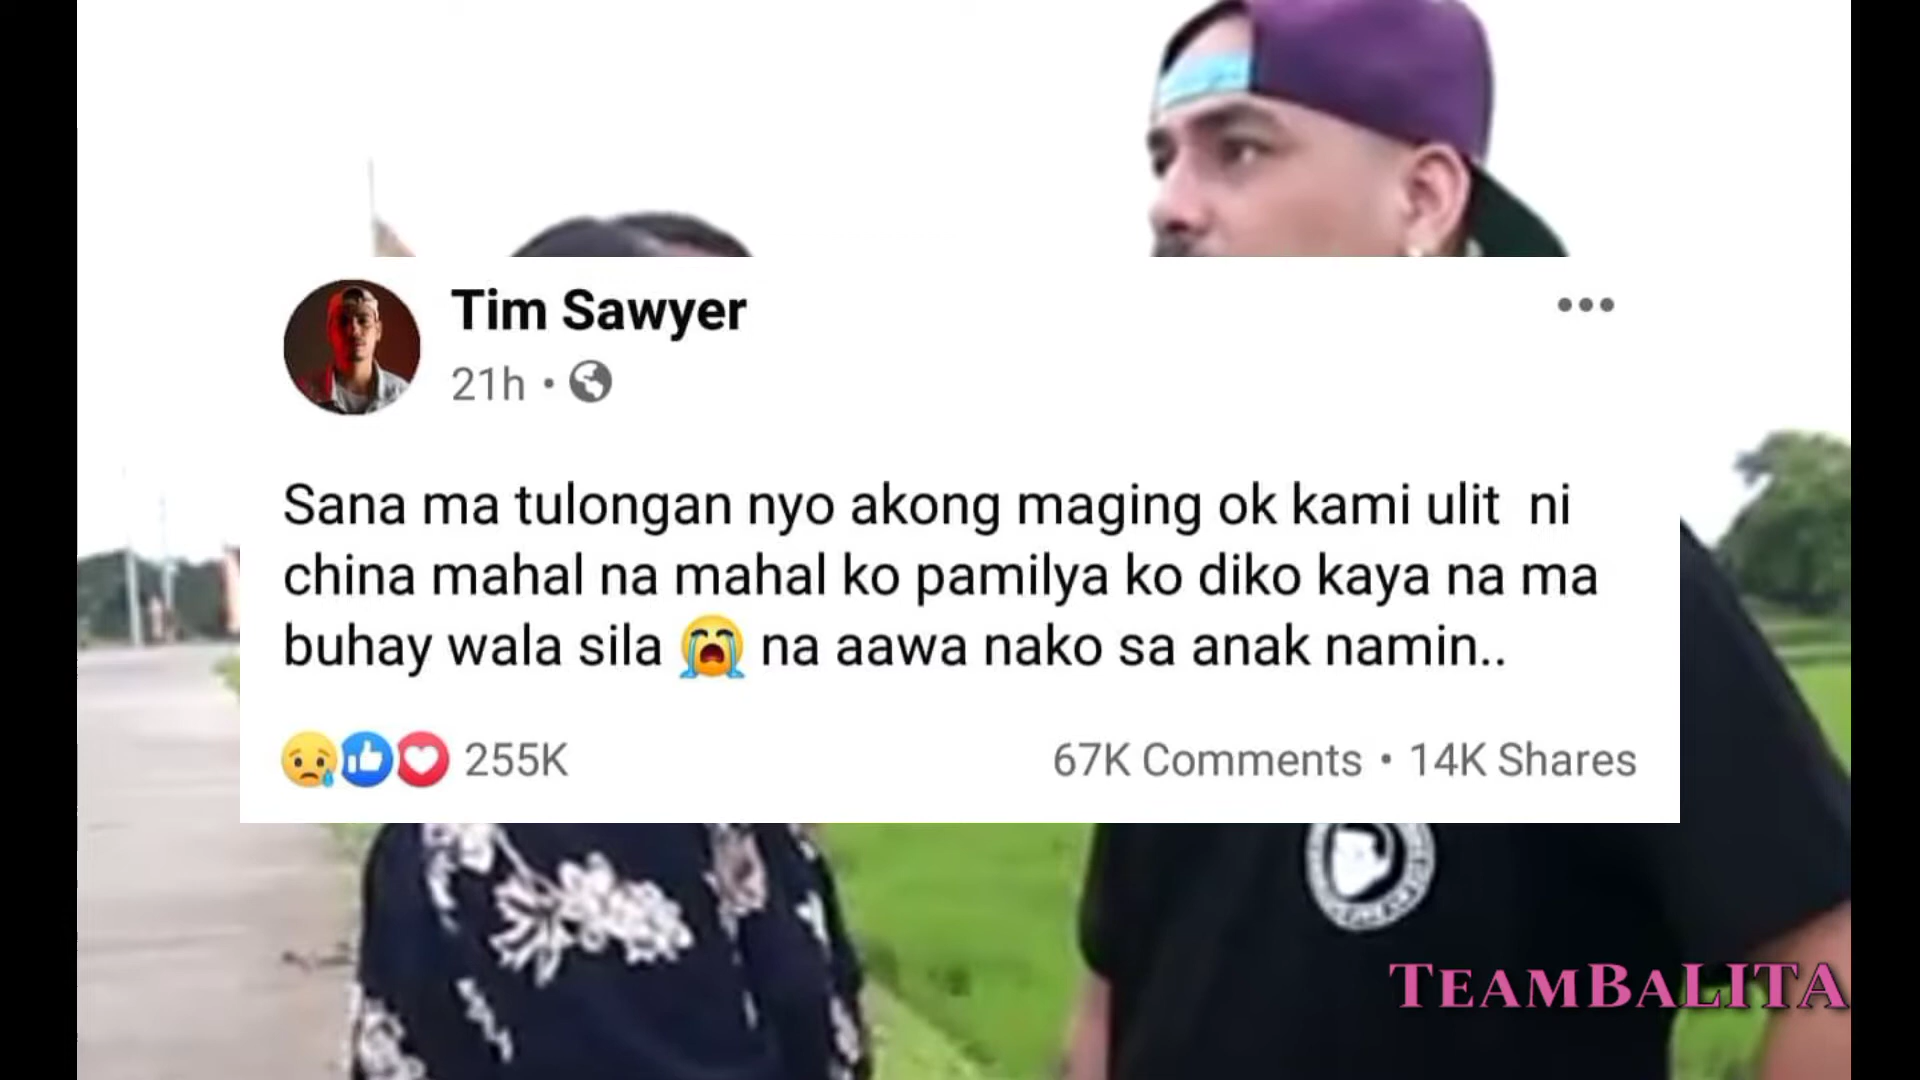 Tim Sawyer
21h •
Sana ma tulongan nyo akong maging ok kami ulit  ni
china mahal na mahal ko pamilya ko diko kaya na ma
buhay wala sila 😭 na aawa nako sa anak namin..
255K
67K Comments • 14K Shares
TEAMBALITA